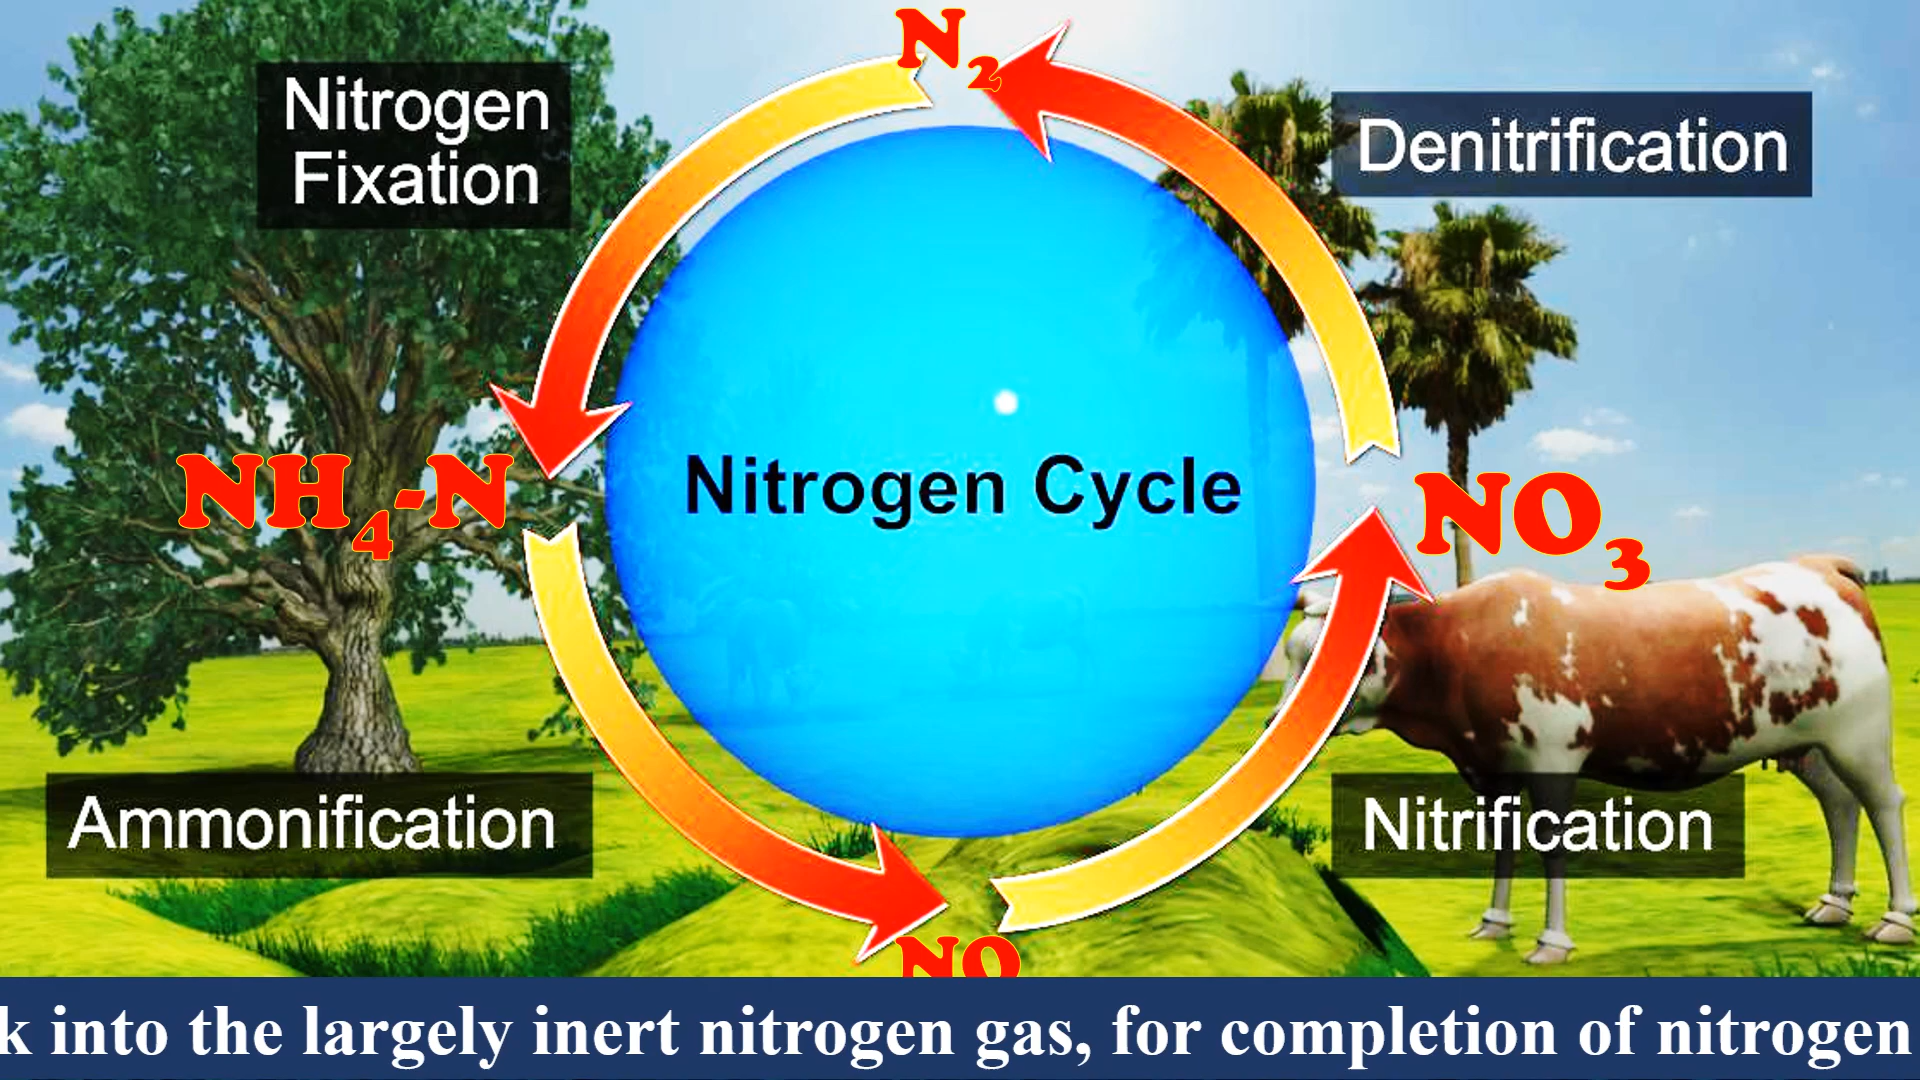 N2
Nitrogen
Fixation
Denitrification
NH4-N
Nitrogen Cycle
NO3
Ammonification
Nitrification
NO
k into the largely inert nitrogen gas, for completion of nitrogen